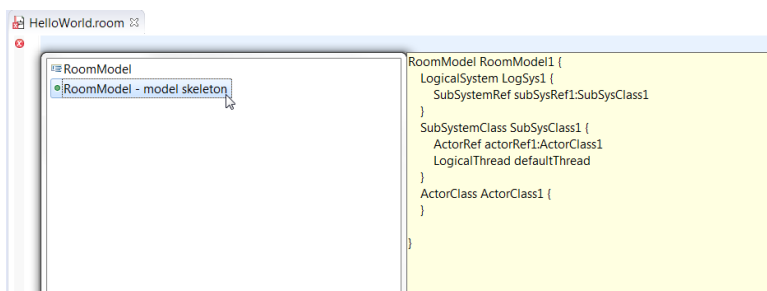 HelloWorld.room
RoomModel
RoomModel - model skeleton
RoomModel RoomModel1 {
LogicalSystem LogSys1 {
SubSystemRef subSysRef1:SubSysClass1
}
SubSystemClass SubSysClass1 {
ActorRef actorRef1:ActorClass1
LogicalThread defaultThread
}
ActorClass ActorClass1 {
}
}